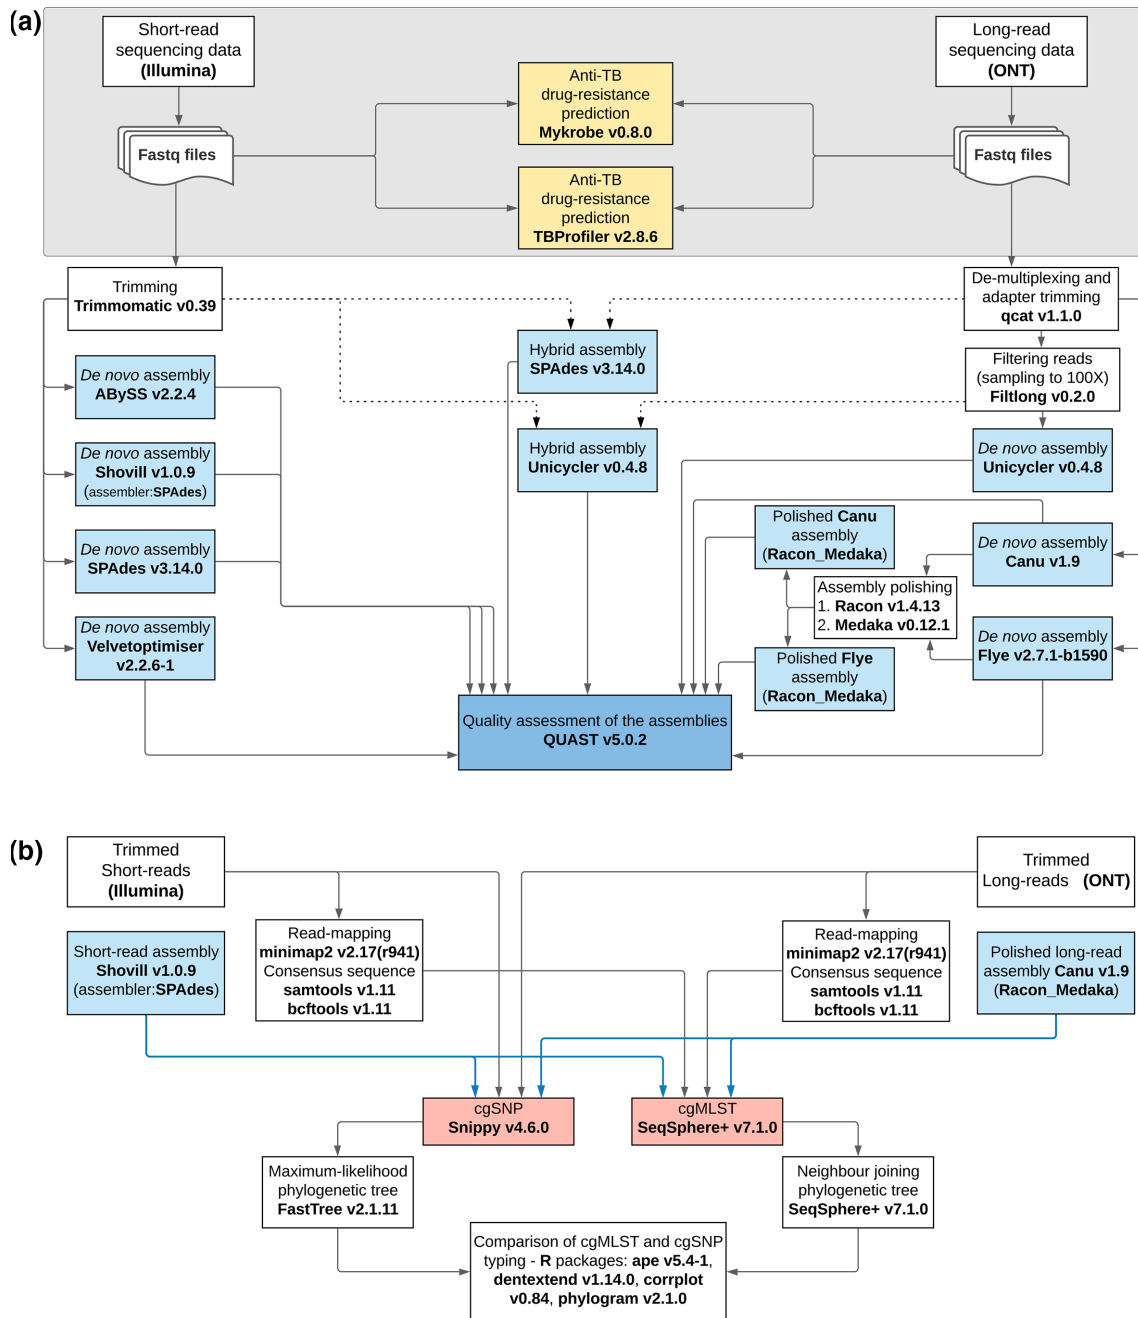 (a)
Short-read
sequencing data
(Illumina)
Long-read
sequencing data
(ONT)
Anti-TB
drug-resistance
prediction
Mykrobe v0.8.0
Fastq files
Fastq files
Anti-TB
drug-resistance
prediction
TBProfiler v2.8.6
Trimming
Trimmomatic v0.39
De-multiplexing and
adapter trimming
qcat v1.1.0
Hybrid assembly
SPAdes v3.14.0
Filtering reads
(sampling to 100X)
Filtlong v0.2.0
De novo assembly
ABySS v2.2.4
Hybrid assembly
Unicycler v0.4.8
De novo assembly
Unicycler v0.4.8
De novo assembly
Shovill v1.0.9
(assembler:SPAdes)
Polished Canu
assembly
(Racon_Medaka)
De novo assembly
Canu v1.9
De novo assembly
SPAdes v3.14.0
Assembly polishing
1. Racon v1.4.13
2. Medaka v0.12.1
De novo assembly
Velvetoptimiser
v2.2.6-1
De novo assembly
Flye v2.7.1-b1590
Polished Flye
assembly
(Racon_Medaka)
Quality assessment of the assemblies
QUAST v5.0.2
(b)
Trimmed
Short-reads
(Illumina)
Trimmed
Long-reads (ONT)
Read-mapping
minimap2 v2.17(r941)
Consensus sequence
samtools v1.11
bcftools v1.11
Read-mapping
minimap2 v2.17(r941)
Consensus sequence
samtools v1.11
bcftools v1.11
Short-read assembly
Shovill v1.0.9
(assembler:SPAdes)
Polished long-read
assembly Canu v1.9
(Racon_Medaka)
cgSNP
Snippy v4.6.0
cgMLST
SeqSphere+ v7.1.0
Maximum-likelihood
phylogenetic tree
FastTree v2.1.11
Neighbour joining
phylogenetic tree
SeqSphere+ v7.1.0
Comparison of cgMLST and cgSNP
typing - R packages: ape v5.4-1,
dentextend v1.14.0, corrplot
v0.84, phylogram v2.1.0